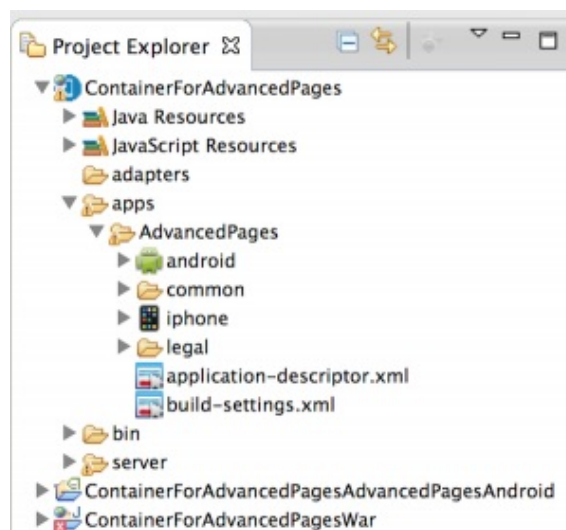 Project Explorer
ContainerForAdvancedPages
Java Resources
JavaScript Resources
adapters
apps
AdvancedPages
android
common
iphone
legal
application-descriptor.xml
build-settings.xml
bin
server
ContainerForAdvancedPagesAdvancedPagesAndroid
ContainerForAdvancedPagesWar